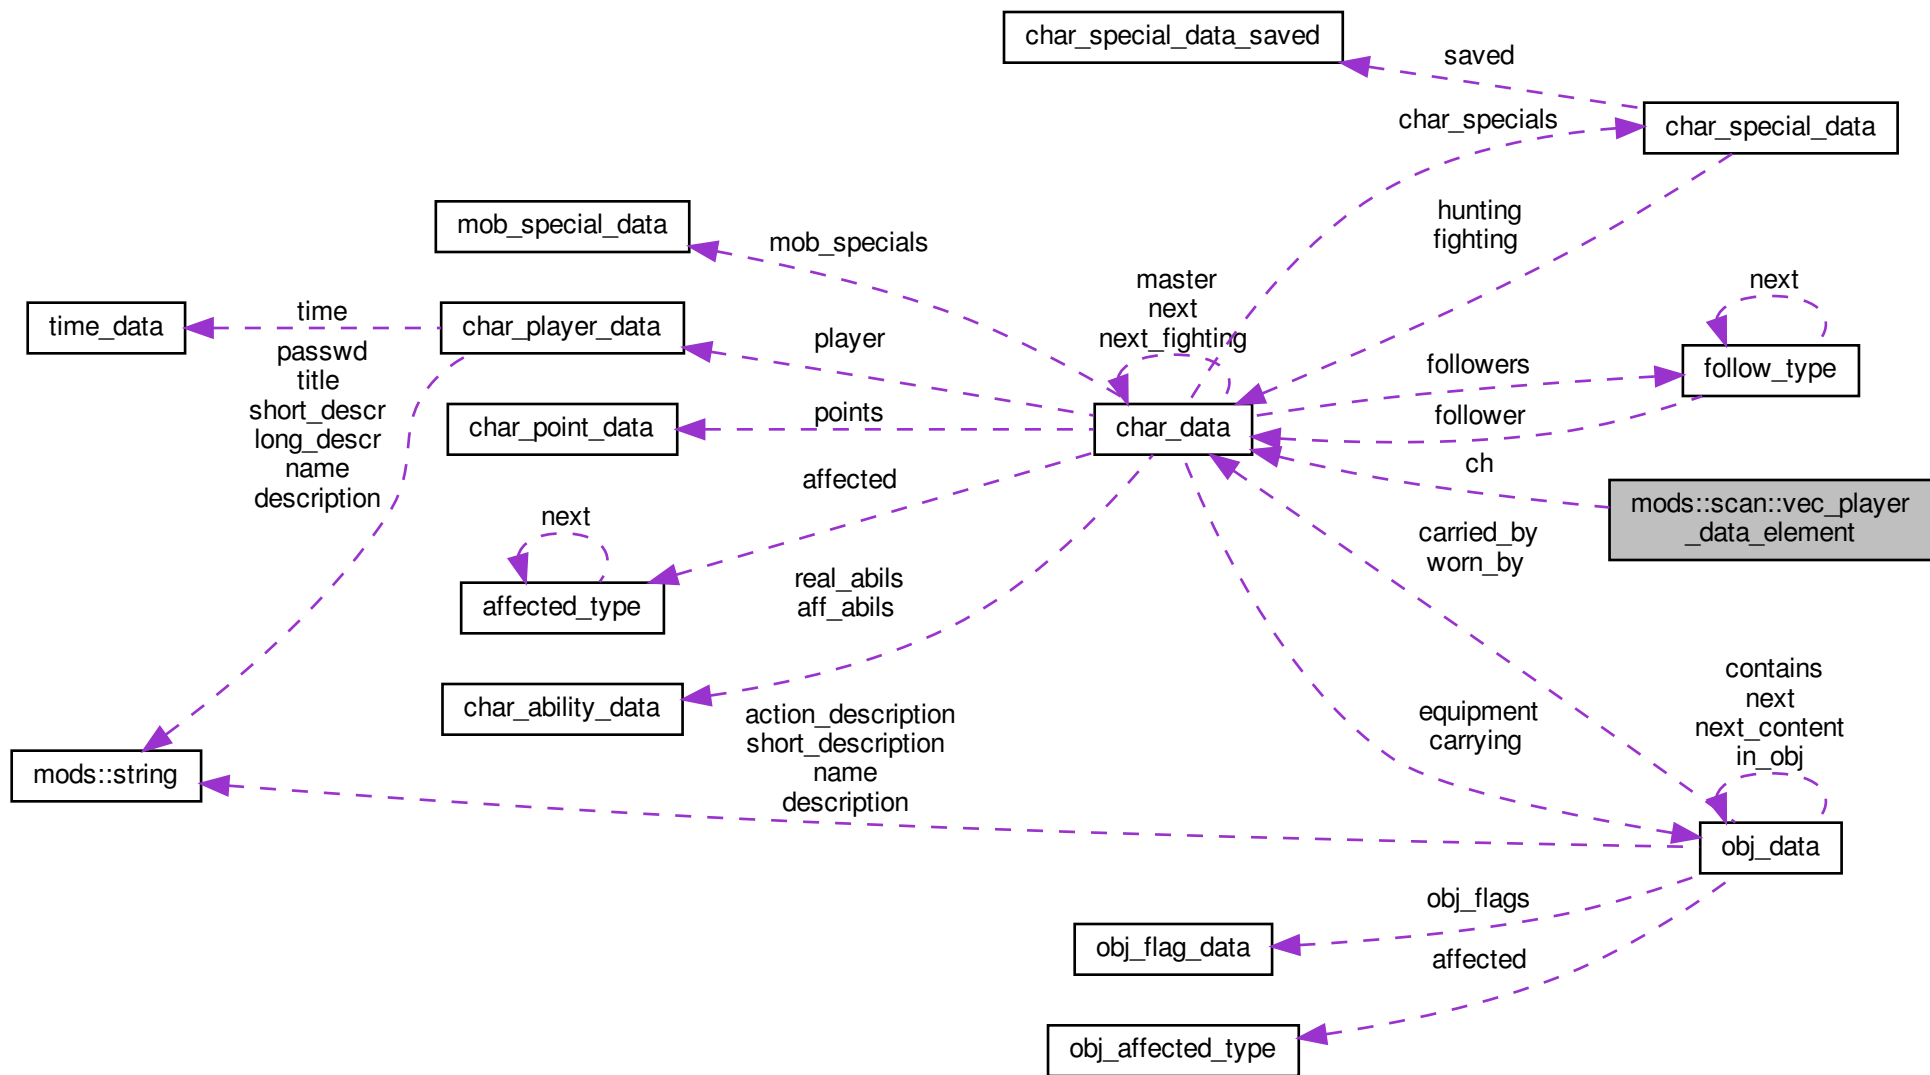 char_special_data_saved
saved
char_specials
char_special_data
hunting
fighting
mob_special_data
mob_specials
master
next
next_fighting
next
time_data
time
char_player_data
player
followers
follow_type
passwd
title
short_descr
long_descr
name
description
char_point_data
points
char_data
follower
ch
affected
mods::scan::vec_player
_data_element
next
carried_by
worn_by
affected_type
real_abils
aff_abils
char_ability_data
contains
next
next_content
in_obj
equipment
carrying
action_description
short_description
name
description
mods::string
obj_data
obj_flags
obj_flag_data
affected
obj_affected_type